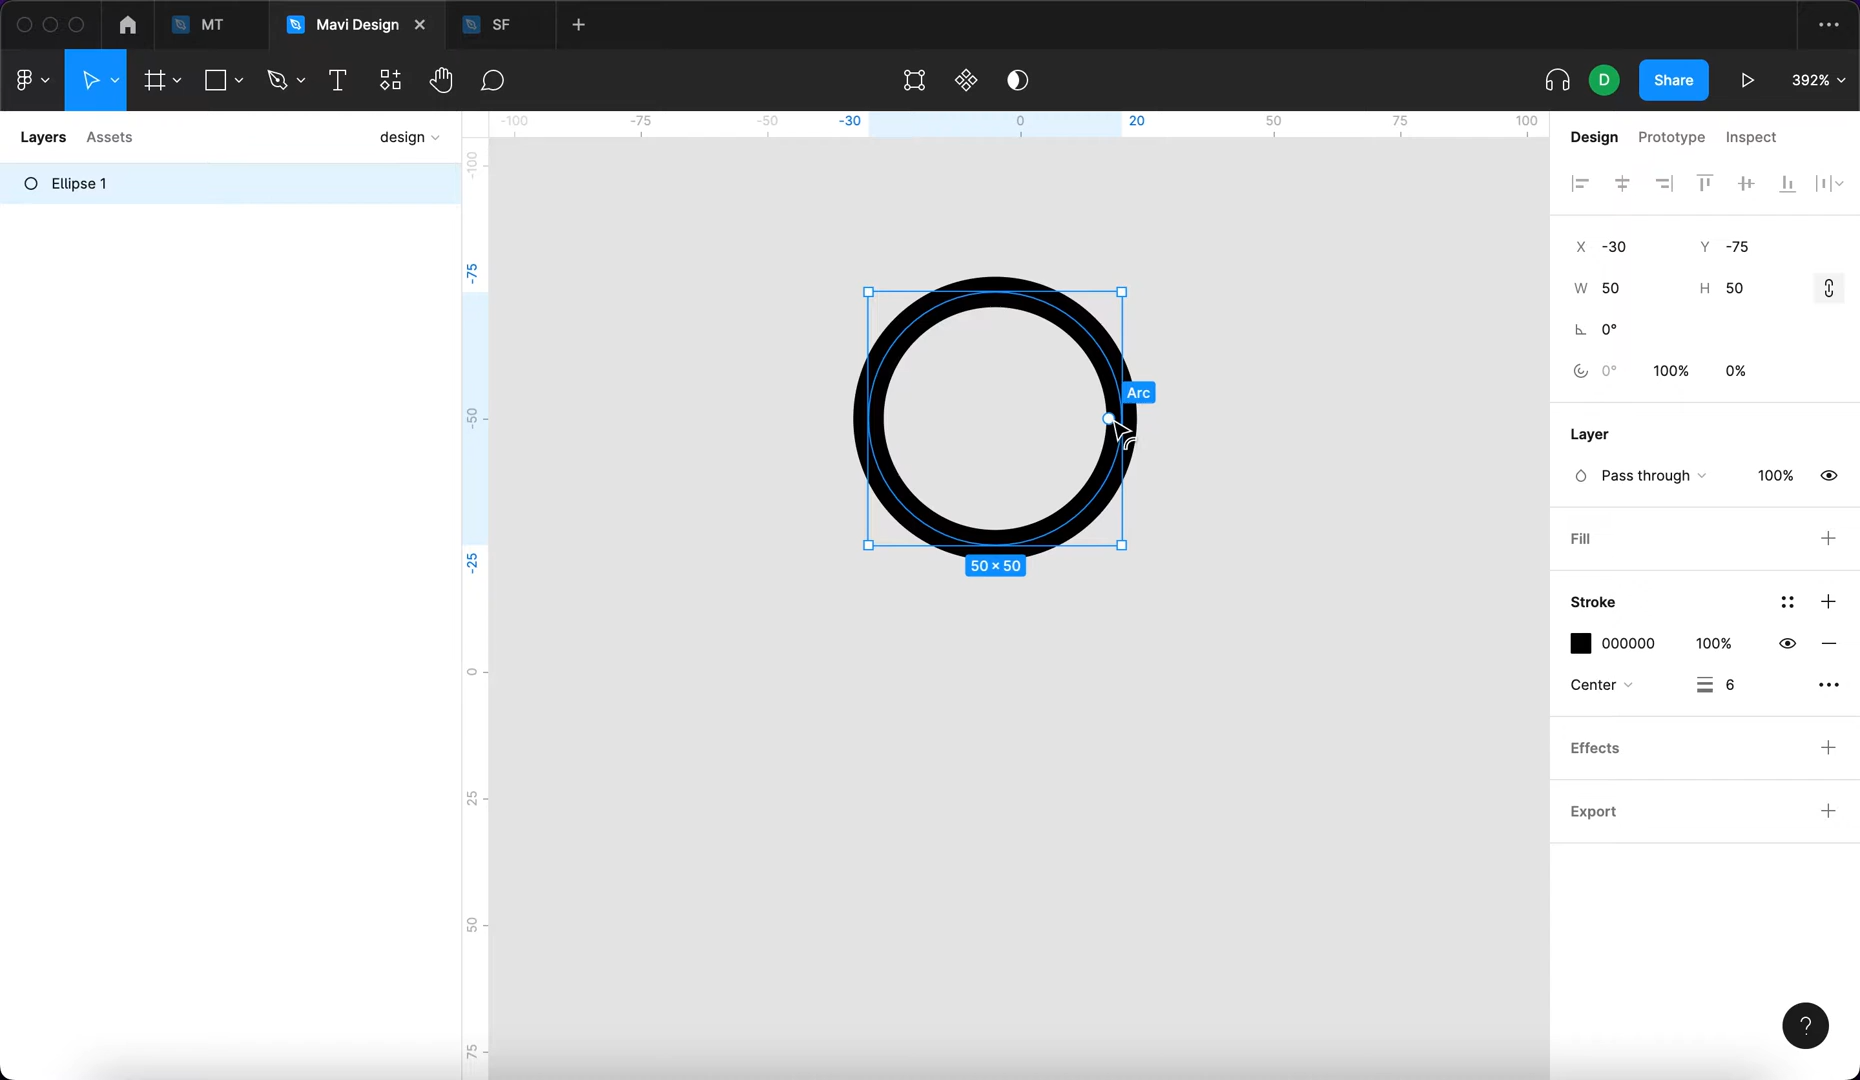 MT
Mavi Design
SF
D
Share
392%
Layers
Assets
design
Ellipse 1
-100 -75 -50 -30 0 20 50 75 100
-100
-75
-50
-25
0
25
50
75
Arc
50 × 50
Design Prototype Inspect
X -30 Y -75
W 50 H 50
0°
0° 100% 0%
Layer
Pass through 100%
Fill
Stroke
000000 100%
Center 6
Effects
Export
?